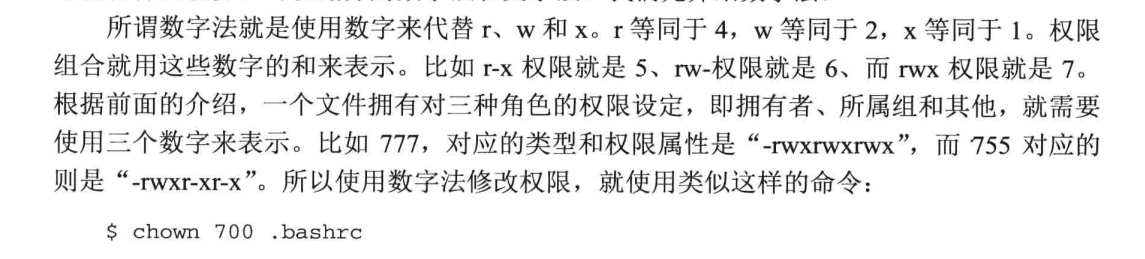 所谓数字法就是使用数字来代替 r、w 和 x。r 等同于 4，w 等同于 2，x 等同于 1。权限
组合就用这些数字的和来表示。比如 r-x 权限就是 5、rw-权限就是 6、而 rwx 权限就是 7。
根据前面的介绍，一个文件拥有对三种角色的权限设定，即拥有者、所属组和其他，就需要
使用三个数字来表示。比如 777，对应的类型和权限属性是“-rwxrwxrwx”，而 755 对应的
则是“-rwxr-xr-x”。所以使用数字法修改权限，就使用类似这样的命令：
$ chown 700 .bashrc